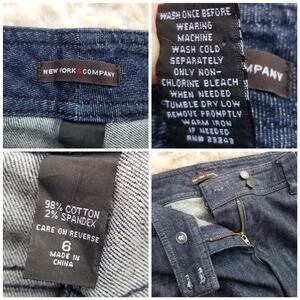 NEW YORK & COMPANY
WASH ONCE BEFORE
WEARING
MACHINE
WASH COLD
SEPARATELY
ONLY NON-
CHLORINE BLEACH
WHEN NEEDED
TUMBLE DRY LOW
REMOVE PROMPTLY
WARM IRON
IF NEEDED
RN# 23243
MPANY
98% COTTON
2% SPANDEX
CARE ON REVERSE
6
MADE IN
CHINA